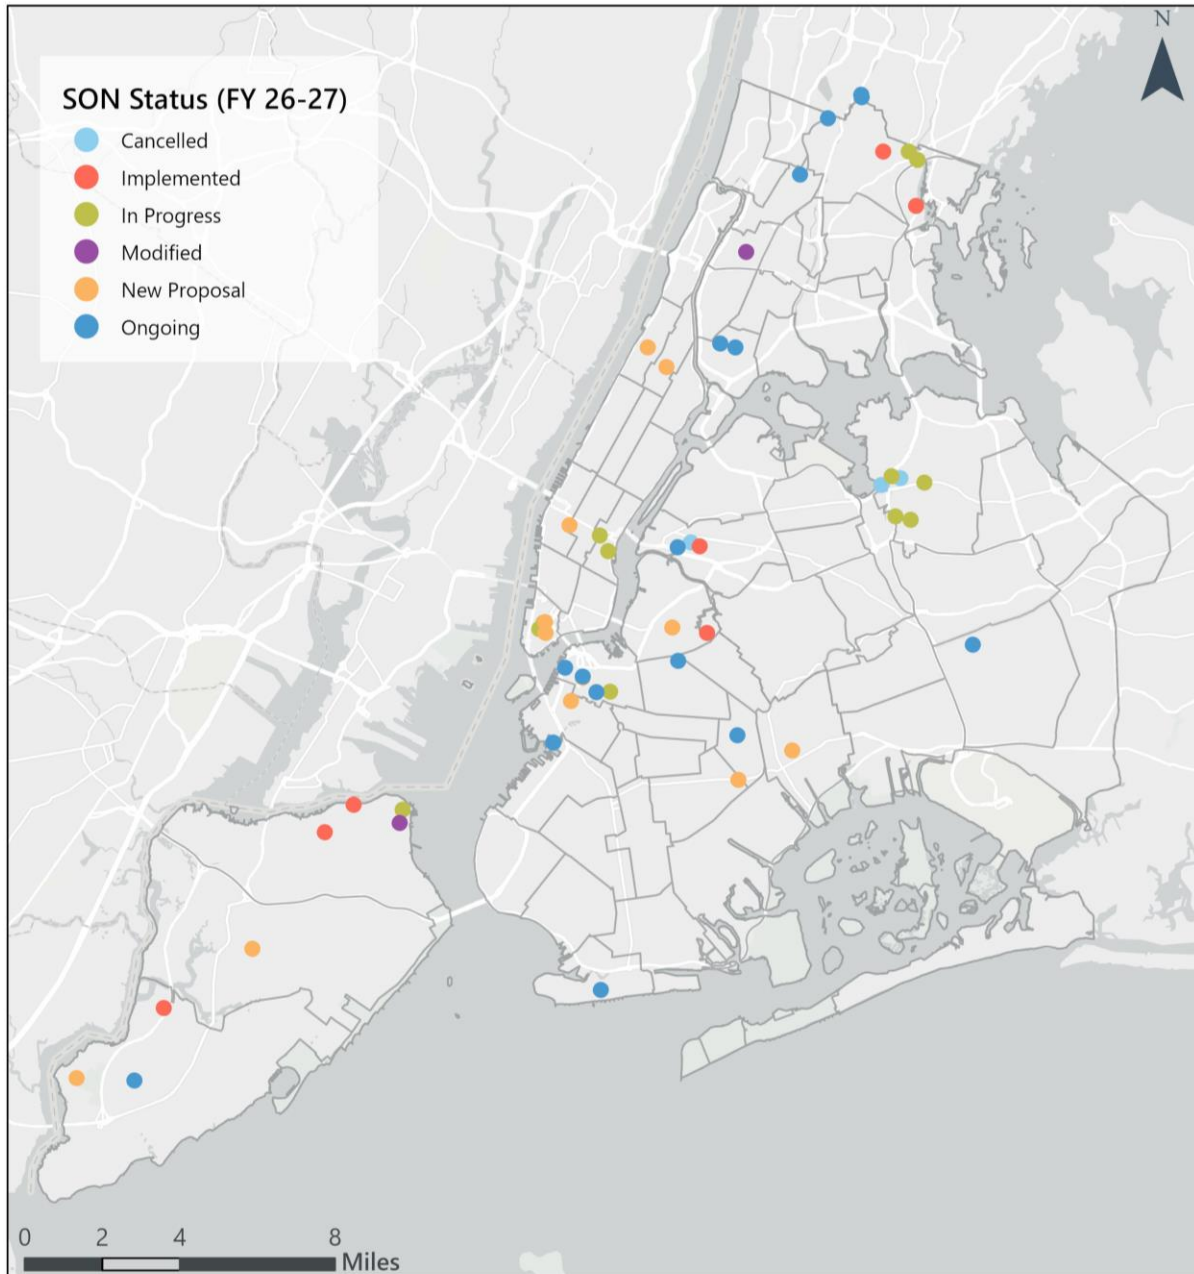 N
SON Status (FY 26-27)
Cancelled
Implemented
In Progress
Modified
New Proposal
Ongoing
0 2 4 8
Miles